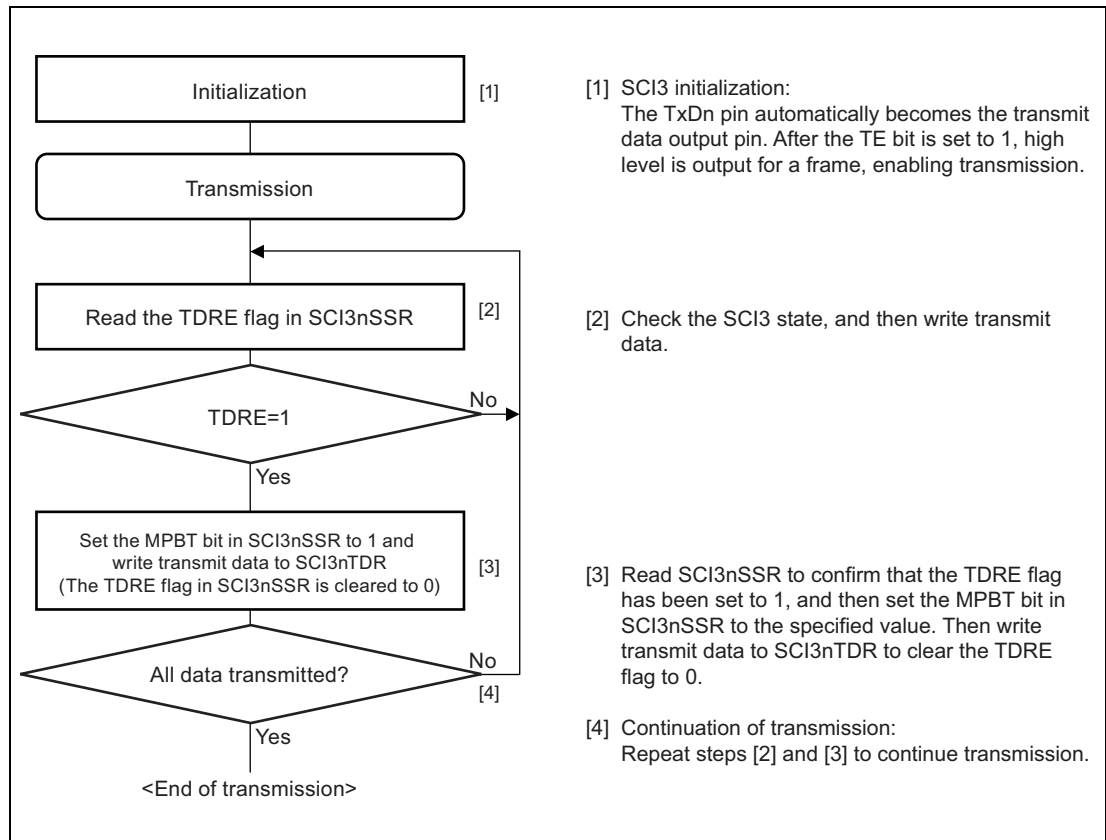 Initialization
[1]
[1] SCI3 initialization:
The TxDn pin automatically becomes the transmit
data output pin. After the TE bit is set to 1, high
level is output for a frame, enabling transmission.
Transmission
Read the TDRE flag in SCI3nSSR
[2]
[2] Check the SCI3 state, and then write transmit
data.
TDRE=1
No
Yes
Set the MPBT bit in SCI3nSSR to 1 and
write transmit data to SCI3nTDR
(The TDRE flag in SCI3nSSR is cleared to 0)
[3]
[3] Read SCI3nSSR to confirm that the TDRE flag
has been set to 1, and then set the MPBT bit in
SCI3nSSR to the specified value. Then write
transmit data to SCI3nTDR to clear the TDRE
flag to 0.
All data transmitted?
No
[4]
Yes
[4] Continuation of transmission:
Repeat steps [2] and [3] to continue transmission.
<End of transmission>